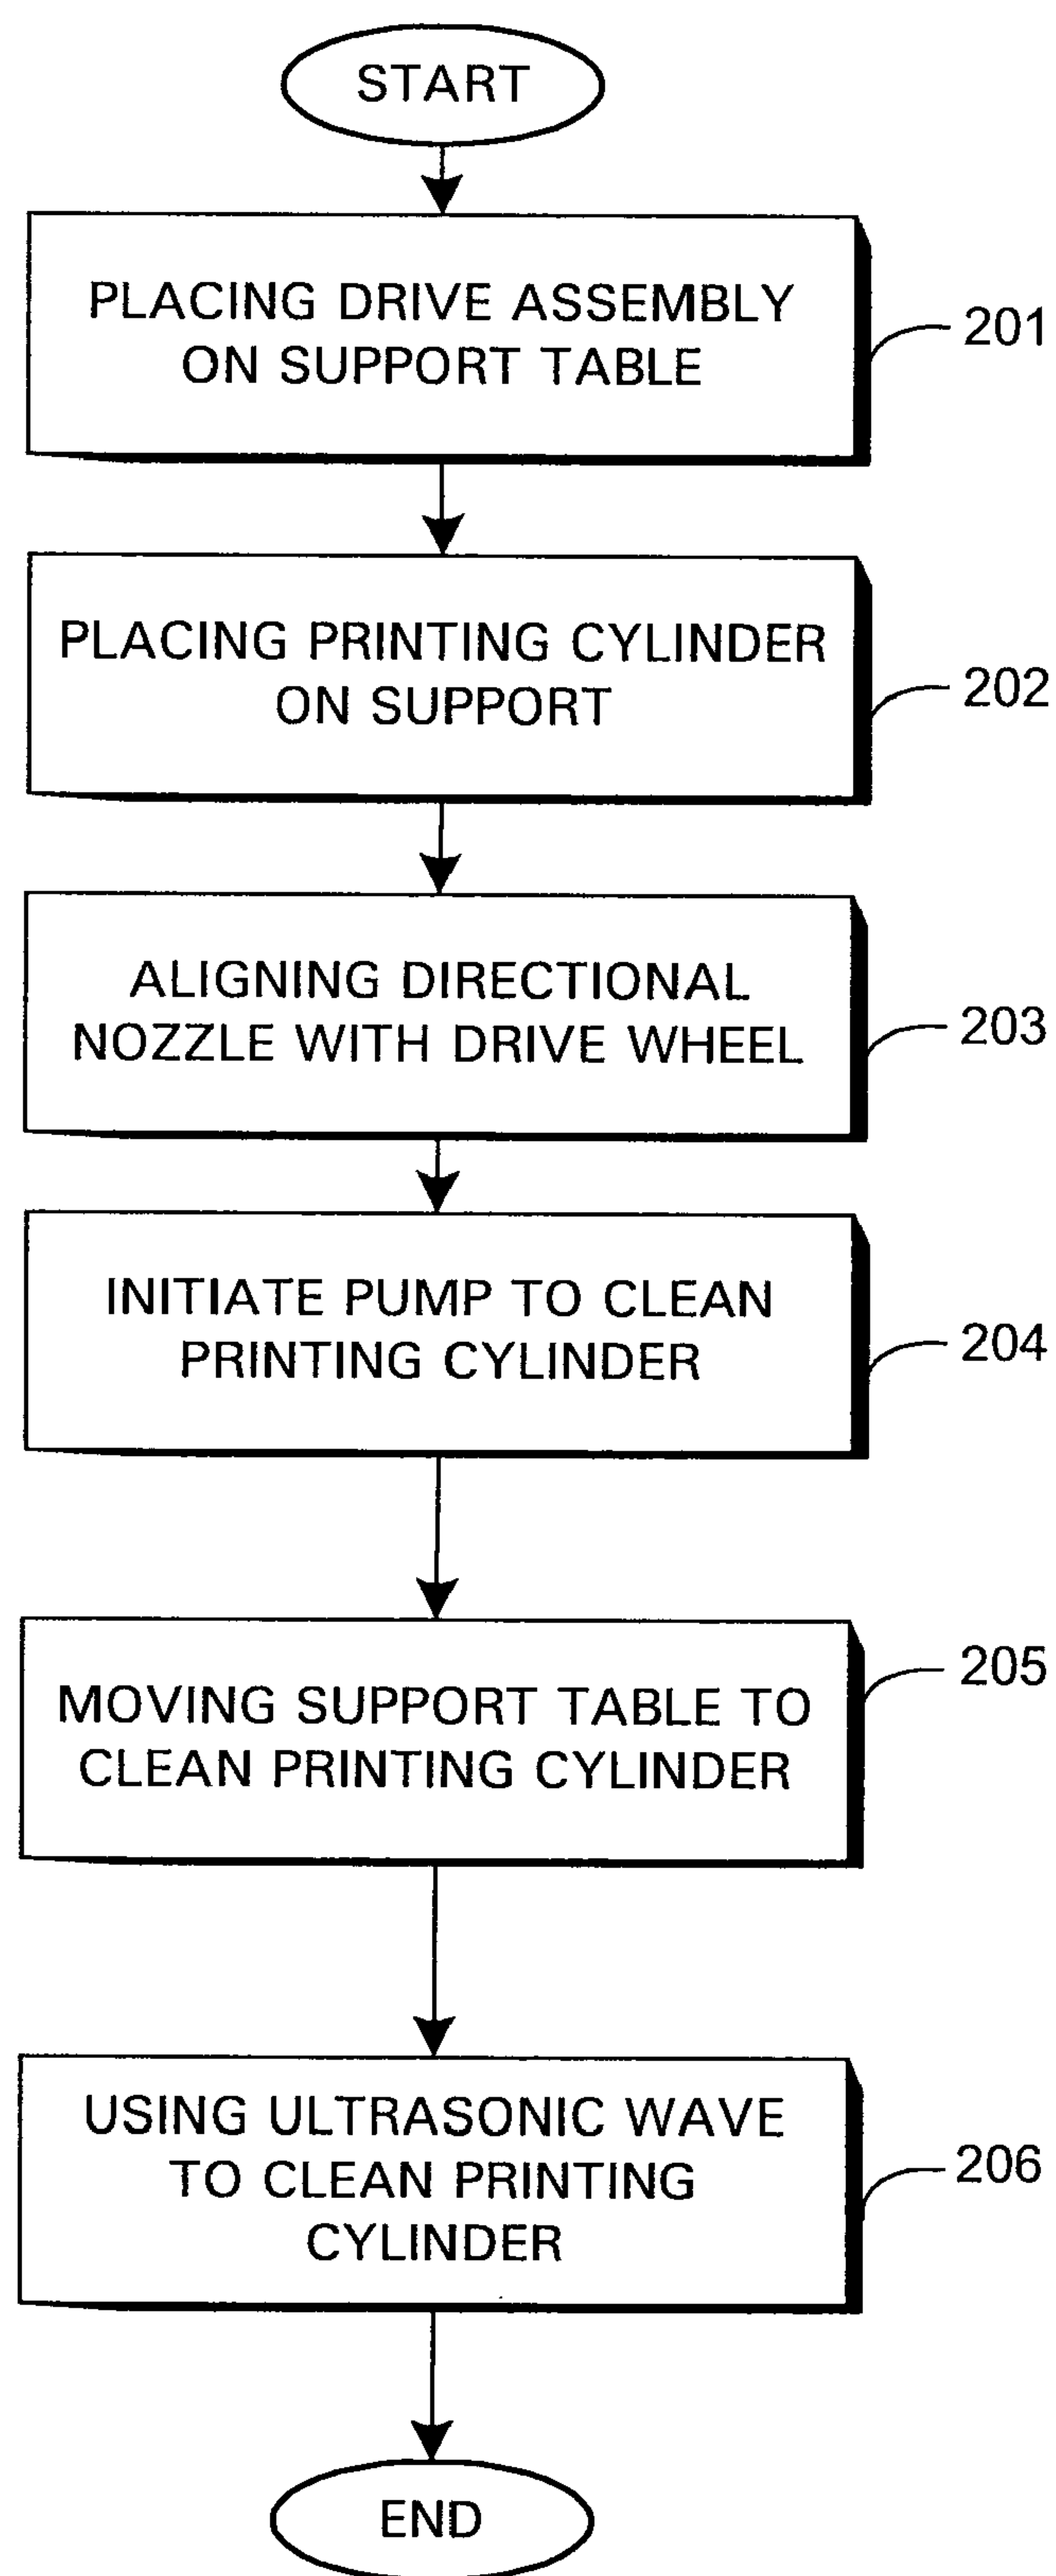 START
PLACING DRIVE ASSEMBLY
ON SUPPORT TABLE
201
PLACING PRINTING CYLINDER
ON SUPPORT
202
ALIGNING DIRECTIONAL
NOZZLE WITH DRIVE WHEEL
203
INITIATE PUMP TO CLEAN
PRINTING CYLINDER
204
MOVING SUPPORT TABLE TO
CLEAN PRINTING CYLINDER
205
USING ULTRASONIC WAVE
TO CLEAN PRINTING
CYLINDER
206
END